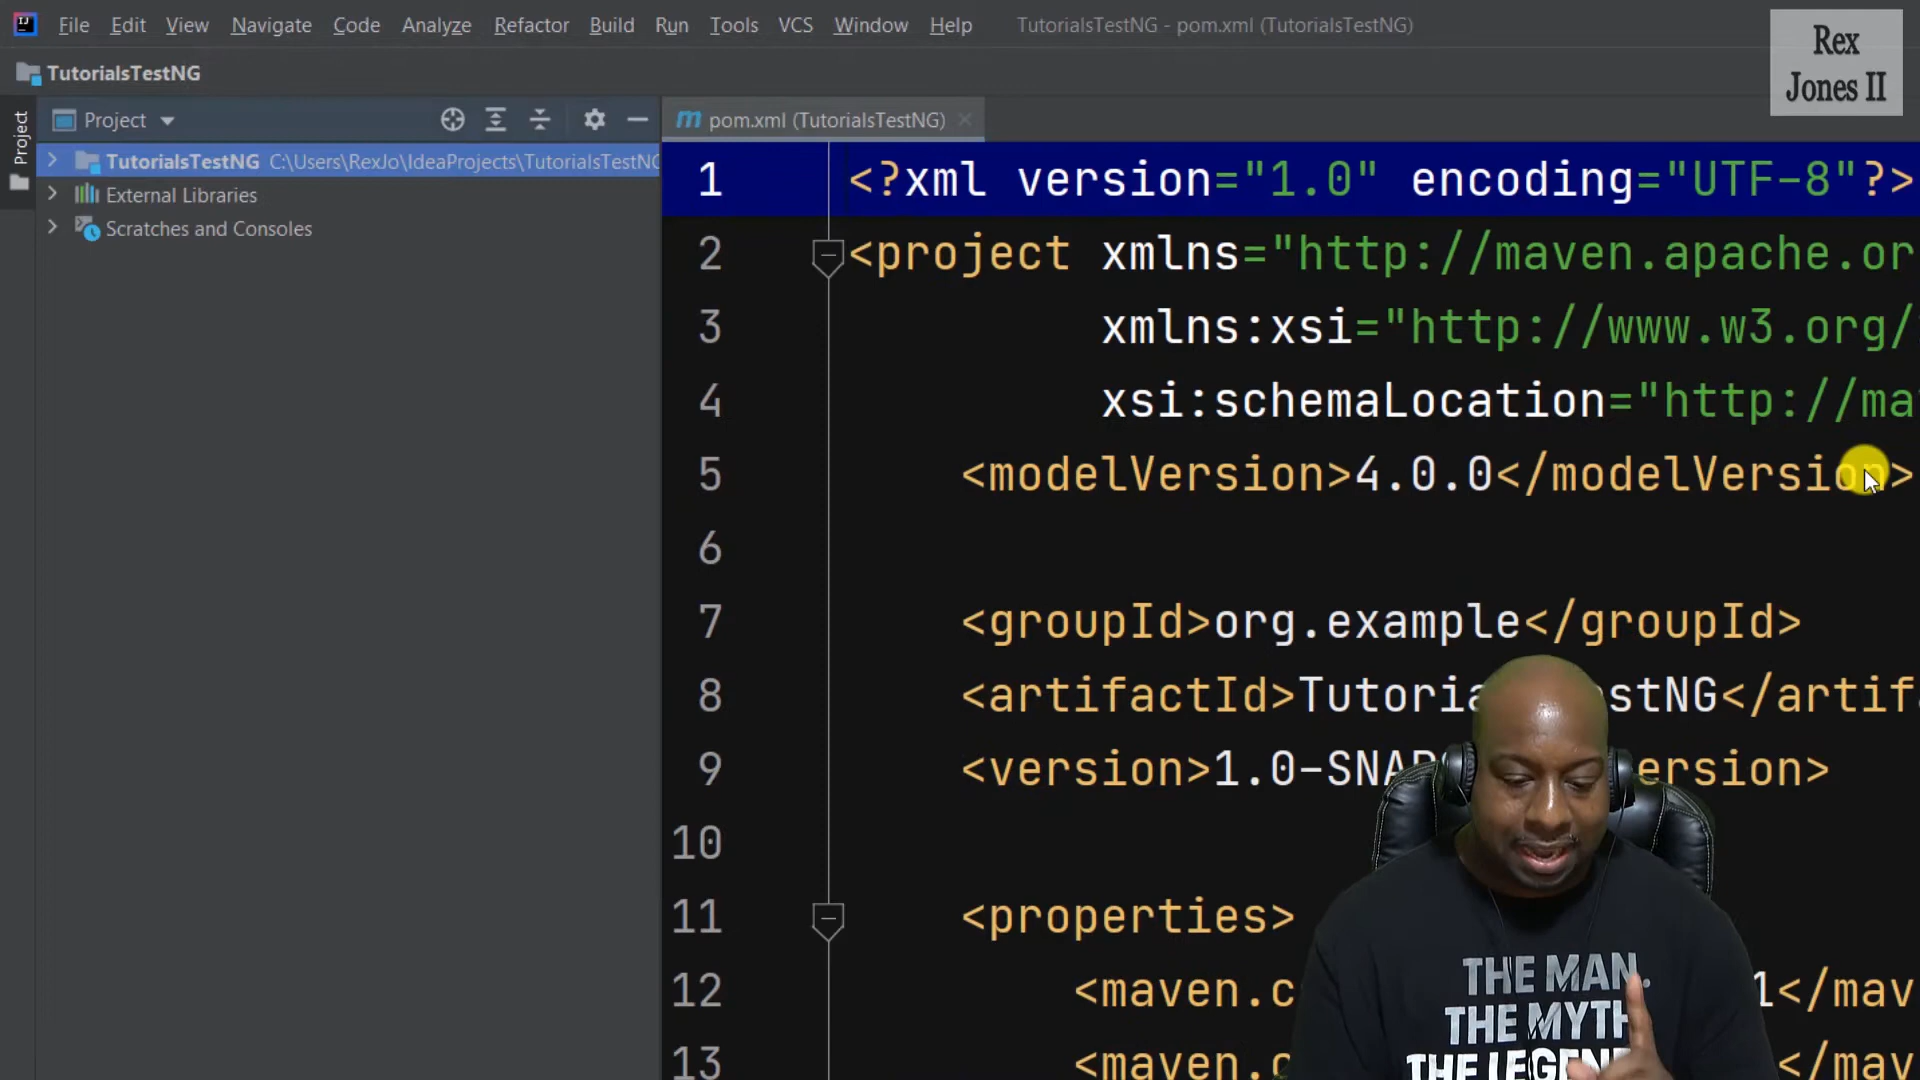 File Edit View Navigate Code Analyze Refactor Build Run Tools VCS Window Help TutorialsTestNG - pom.xml (TutorialsTestNG)
Rex
Jones II
TutorialsTestNG
Project
Project
pom.xml (TutorialsTestNG)
TutorialsTestNG C:\Users\RexJo\IdeaProjects\TutorialsTestNG
External Libraries
Scratches and Consoles
1 <?xml version="1.0" encoding="UTF-8"?>
2 <project xmlns="http://maven.apache.or
3 xmlns:xsi="http://www.w3.org/
4 xsi:schemaLocation="http://ma
5 <modelVersion>4.0.0</modelVersion>
6
7 <groupId>org.example</groupId>
8 <artifactId>Tutoria stNG</artif
9 <version>1.0-SNAP ersion>
10
11 <properties>
12 <maven.c 1</mav
13 <maven.c </mav
THE MAN.
THE MYTH
THE LEGEN